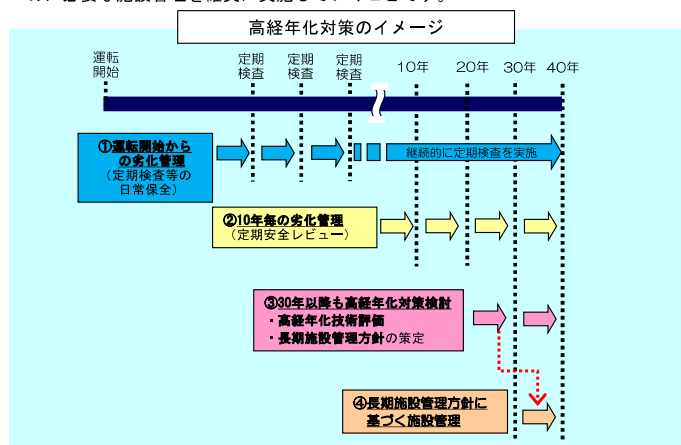 高経年化対策のイメージ
運転
開始
定期
検査
定期
検査
定期
検査
10年
20年
30年
40年
①運転開始から
の劣化管理
(定期検査等の
日常保全)
継続的に定期検査を実施
②10年毎の劣化管理
(定期安全レビュー)
③30年以降も高経年化対策検討
・高経年化技術評価
・長期施設管理方針の策定
④長期施設管理方針に
基づく施設管理